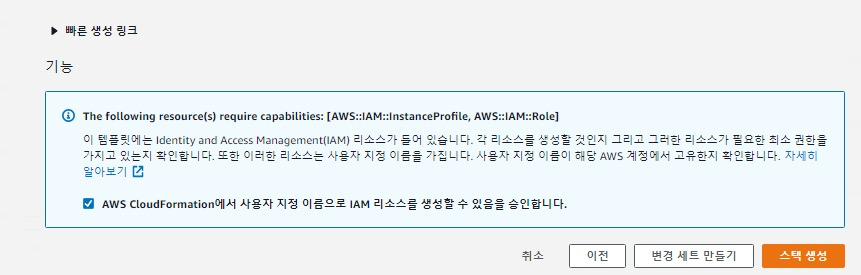 빠른 생성 링크
기능
The following resource(s) require capabilities: [AWS::IAM::InstanceProfile, AWS::IAM::Role]
이 템플릿에는 Identity and Access Management(IAM) 리소스가 들어 있습니다. 각 리소스를 생성할 것인지 그리고 그러한 리소스가 필요한 최소 권한을
가지고 있는지 확인합니다. 또한 이러한 리소스는 사용자 지정 이름을 가집니다. 사용자 지정 이름이 해당 AWS 계정에서 고유한지 확인합니다. 자세히
알아보기
AWS CloudFormation에서 사용자 지정 이름으로 IAM 리소스를 생성할 수 있음을 승인합니다.
취소 이전 변경 세트 만들기 스택 생성